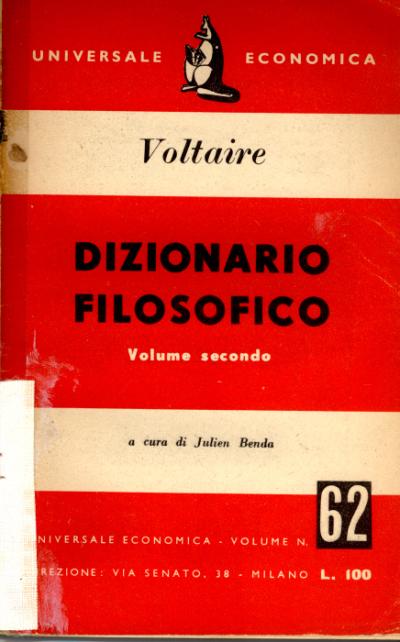 UNIVERSALE ECONOMICA
Voltaire
DIZIONARIO
FILOSOFICO
Volume secondo
a cura di Julien Benda
62
NIVERSALE ECONOMICA - VOLUME N.
REZIONE: VIA SENATO, 38 - MILANO L. 100